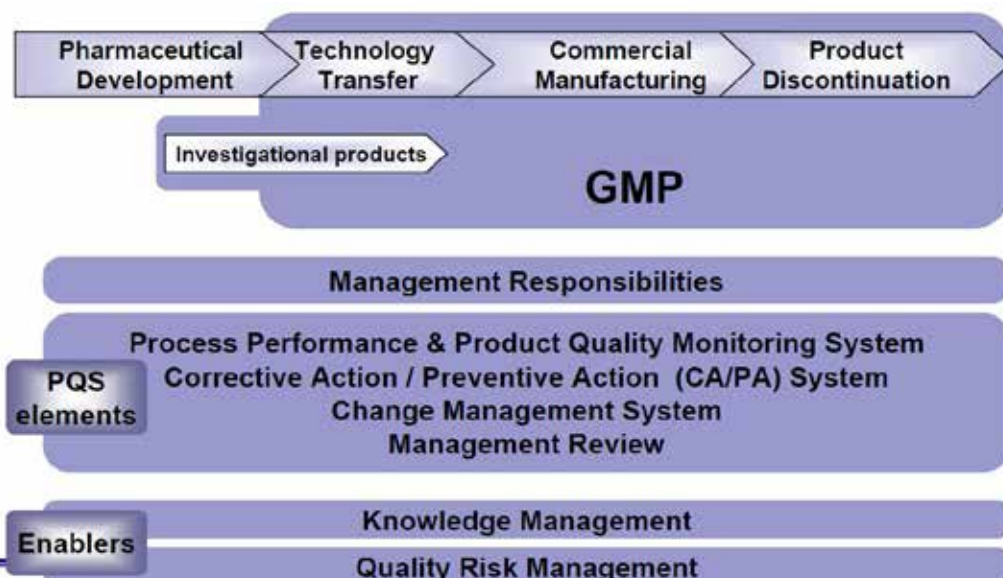 Pharmaceutical
Development
Technology
Transfer
Commercial
Manufacturing
Product
Discontinuation
Investigational products
GMP
Management Responsibilities
PQS
elements
Process Performance & Product Quality Monitoring System
Corrective Action / Preventive Action (CA/PA) System
Change Management System
Management Review
Enablers
Knowledge Management
Quality Risk Management